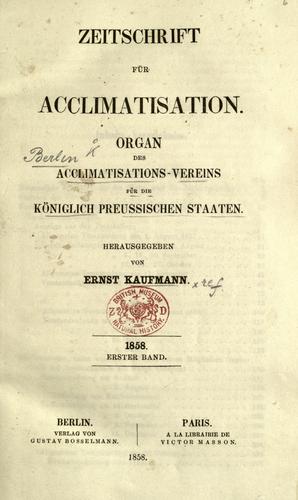 ZEITSCHRIFT
FÜR
ACCLIMATISATION.
ORGAN
DES
Berlin
ACCLIMATISATIONS-VEREINS
FÜR DIE
KÖNIGLICH PREUSSISCHEN STAATEN.
HERAUSGEGEBEN
VON
ERNST KAUFMANN. × ref
BRITISH MUSEUM
Z D
NATURAL HISTORY.
1858.
ERSTER BAND.
BERLIN.
VERLAG VON
GUSTAV BOSSELMANN.
PARIS.
A LA LIBRAIRIE DE
VICTOR MASSON.
1858.